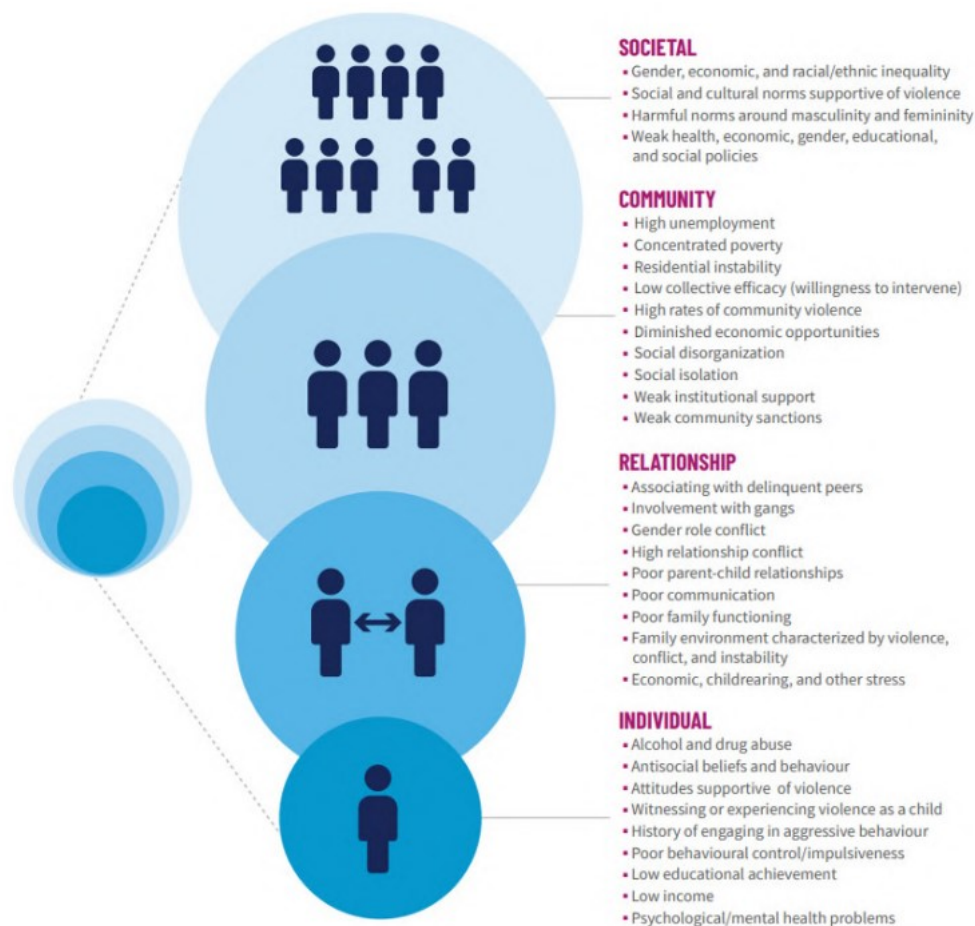 SOCIETAL
▪ Gender, economic, and racial/ethnic inequality
▪ Social and cultural norms supportive of violence
▪ Harmful norms around masculinity and femininity
▪ Weak health, economic, gender, educational,
and social policies
COMMUNITY
▪ High unemployment
▪ Concentrated poverty
▪ Residential instability
▪ Low collective efficacy (willingness to intervene)
▪ High rates of community violence
▪ Diminished economic opportunities
▪ Social disorganization
▪ Social isolation
▪ Weak institutional support
▪ Weak community sanctions
RELATIONSHIP
▪ Associating with delinquent peers
▪ Involvement with gangs
▪ Gender role conflict
▪ High relationship conflict
▪ Poor parent-child relationships
▪ Poor communication
▪ Poor family functioning
▪ Family environment characterized by violence,
conflict, and instability
▪ Economic, childrearing, and other stress
INDIVIDUAL
▪ Alcohol and drug abuse
▪ Antisocial beliefs and behaviour
▪ Attitudes supportive of violence
▪ Witnessing or experiencing violence as a child
▪ History of engaging in aggressive behaviour
▪ Poor behavioural control/impulsiveness
▪ Low educational achievement
▪ Low income
▪ Psychological/mental health problems